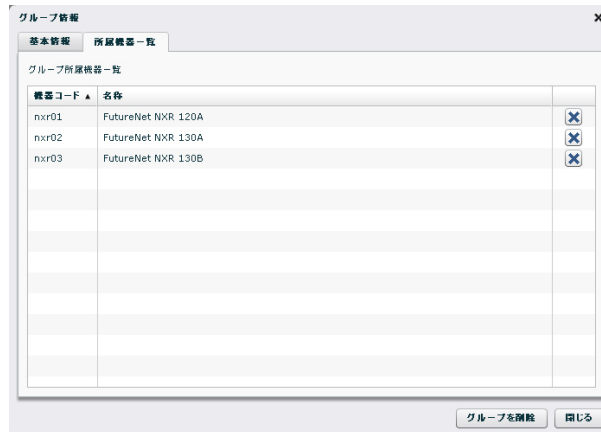 グループ情報
基本情報 所属機器一覧
グループ所属機器一覧
機器コード ▲ 名称
nxr01 FutureNet NXR 120A
nxr02 FutureNet NXR 130A
nxr03 FutureNet NXR 130B
グループを削除 閉じる